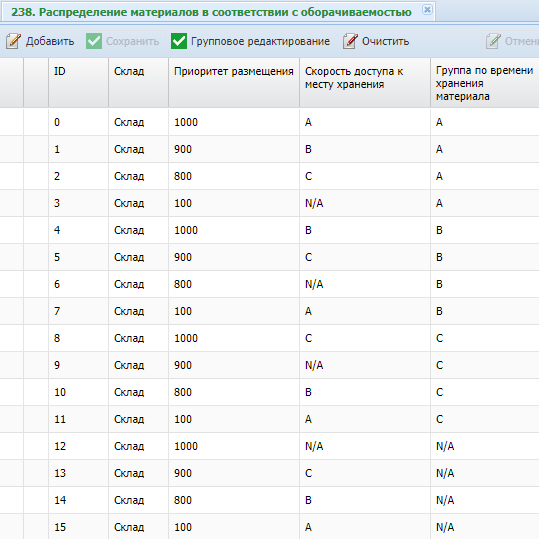 238. Распределение материалов в соответствии с оборачиваемостью
Добавить Сохранить Групповое редактирование Очистить Отмени
ID Склад Приоритет размещения Скорость доступа к месту хранения Группа по времени хранения материала
0 Склад 1000 A A
1 Склад 900 B A
2 Склад 800 C A
3 Склад 100 N/A A
4 Склад 1000 B B
5 Склад 900 C B
6 Склад 800 N/A B
7 Склад 100 A B
8 Склад 1000 C C
9 Склад 900 N/A C
10 Склад 800 B C
11 Склад 100 A C
12 Склад 1000 N/A N/A
13 Склад 900 C N/A
14 Склад 800 B N/A
15 Склад 100 A N/A